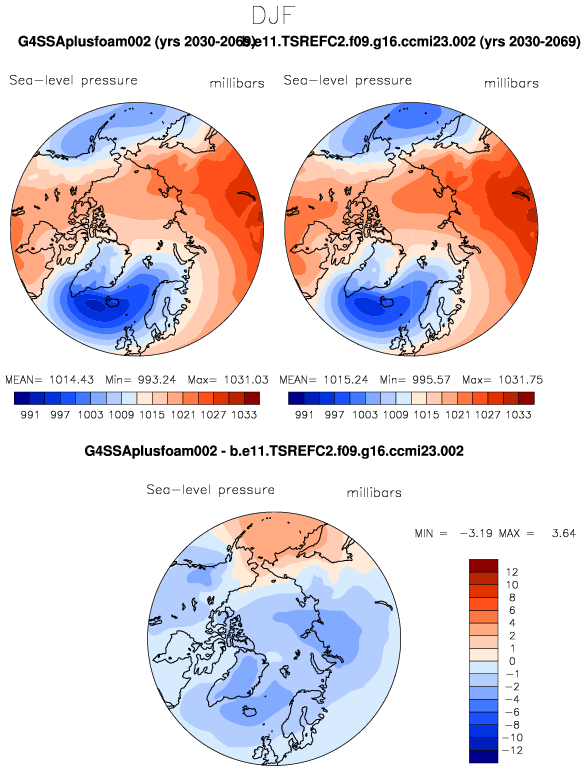 DJF
G4SSAplusfoam002 (yrs 2030-2069) b.e11.TSREFC2.f09.g16.ccmi23.002 (yrs 2030-2069)
Sea-level pressure millibars Sea-level pressure millibars
MEAN= 1014.43 Min= 993.24 Max= 1031.03 MEAN= 1015.24 Min= 995.57 Max= 1031.75
991 997 1003 1009 1015 1021 1027 1033 991 997 1003 1009 1015 1021 1027 1033
G4SSAplusfoam002 - b.e11.TSREFC2.f09.g16.ccmi23.002
Sea-level pressure millibars
MIN = -3.19 MAX = 3.64
12
10
8
6
4
2
1
0
-1
-2
-4
-6
-8
-10
-12